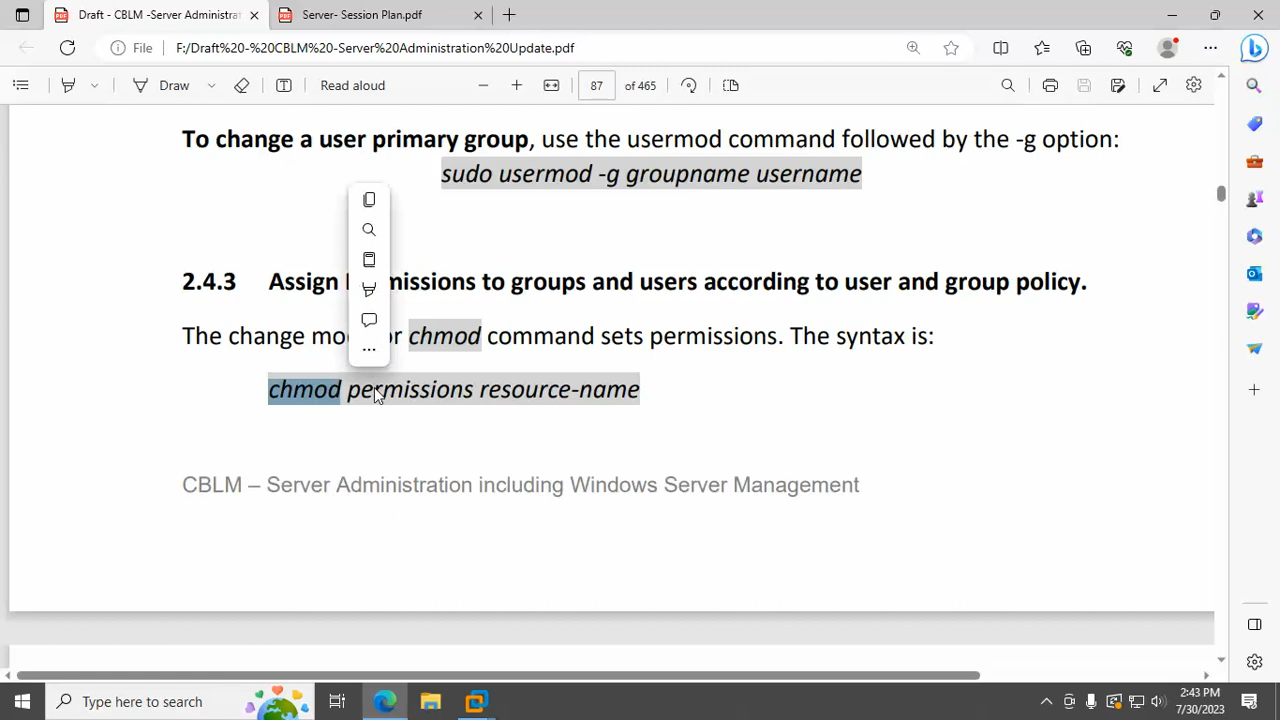 Draft - CBLM -Server Administra
Server- Session Plan.pdf
File
F:/Draft%20-%20CBLM%20-Server%20Administration%20Update.pdf
Draw
Read aloud
87
of 465
To change a user primary group, use the usermod command followed by the -g option:
sudo usermod -g groupname username
2.4.3 Assign missions to groups and users according to user and group policy.
The change mo or chmod command sets permissions. The syntax is:
chmod permissions resource-name
CBLM – Server Administration including Windows Server Management
Type here to search
2:43 PM
7/30/2023